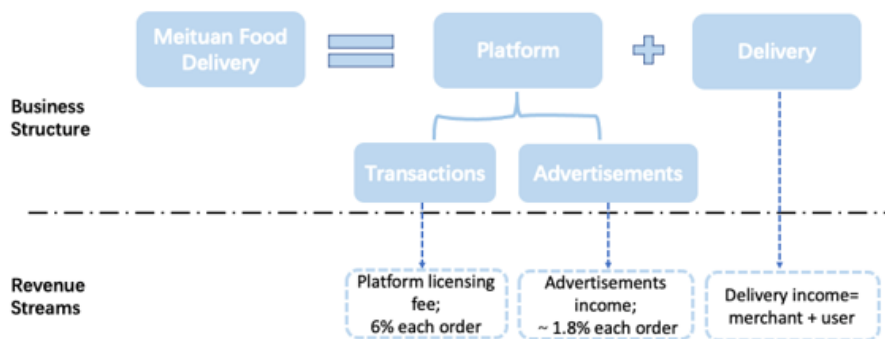 Meituan Food
Delivery
Platform
Delivery
Business
Structure
Transactions
Advertisements
Revenue
Streams
Platform licensing
fee;
6% each order
Advertisements
income;
~ 1.8% each order
Delivery income=
merchant + user